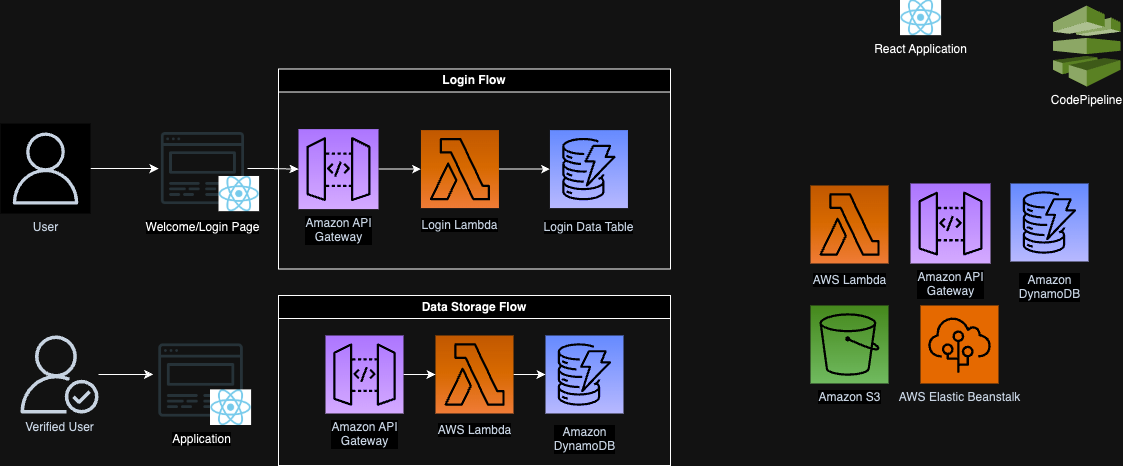 React Application
CodePipeline
Login Flow
</>
User
Welcome/Login Page
Amazon API
Gateway
Login Lambda
Login Data Table
</>
AWS Lambda
Amazon API
Gateway
Amazon
DynamoDB
Data Storage Flow
</>
Verified User
Application
Amazon API
Gateway
AWS Lambda
Amazon
DynamoDB
Amazon S3
AWS Elastic Beanstalk